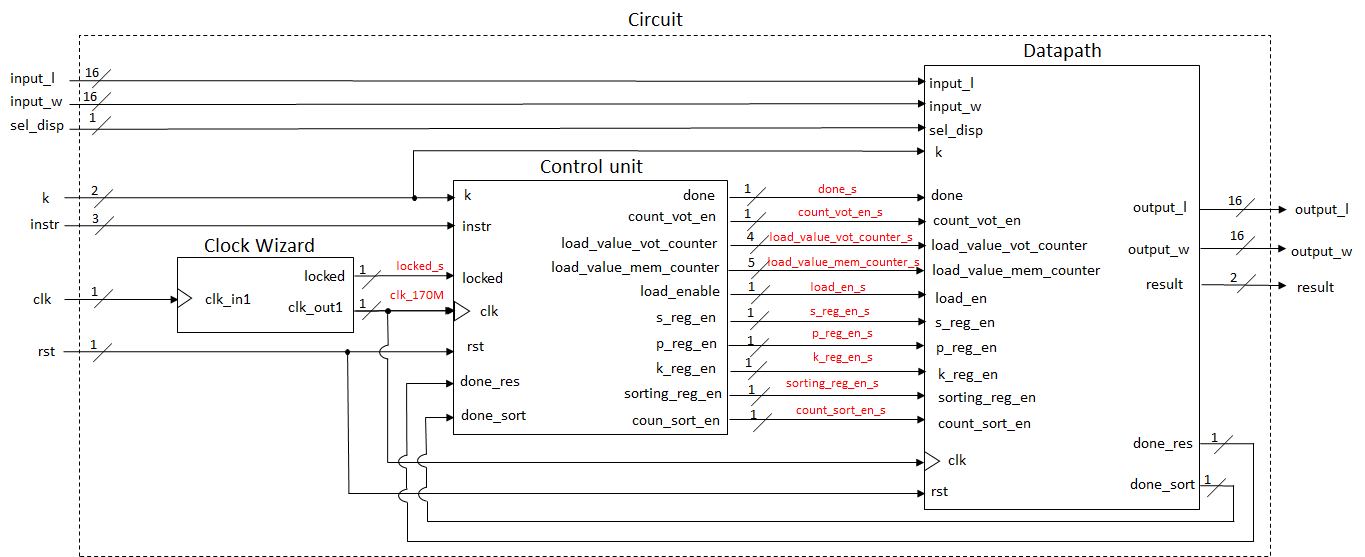 Circuit
Datapath
input_l 16 input_l
input_w 16 input_w
sel_disp 1 sel_disp
k
Control unit
k 2 k done 1 done_s done
instr 3 instr count_vot_en 1 count_vot_en_s count_vot_en
output_l 16 output_l
Clock Wizard
load_value_vot_counter 4 load_value_vot_counter_s load_value_vot_counter
output_w 16 output_w
locked 1 locked_s locked
load_value_mem_counter 5 load_value_mem_counter_s load_value_mem_counter
result 2 result
clk 1 clk_in1 clk_out1 1 clk_170M clk
load_enable 1 load_en_s load_en
s_reg_en 1 s_reg_en_s s_reg_en
rst 1 rst p_reg_en 1 p_reg_en_s p_reg_en
k_reg_en 1 k_reg_en_s k_reg_en
done_res sorting_reg_en 1 sorting_reg_en_s sorting_reg_en
done_sort coun_sort_en 1 count_sort_en_s count_sort_en
done_res 1
clk
done_sort 1
rst